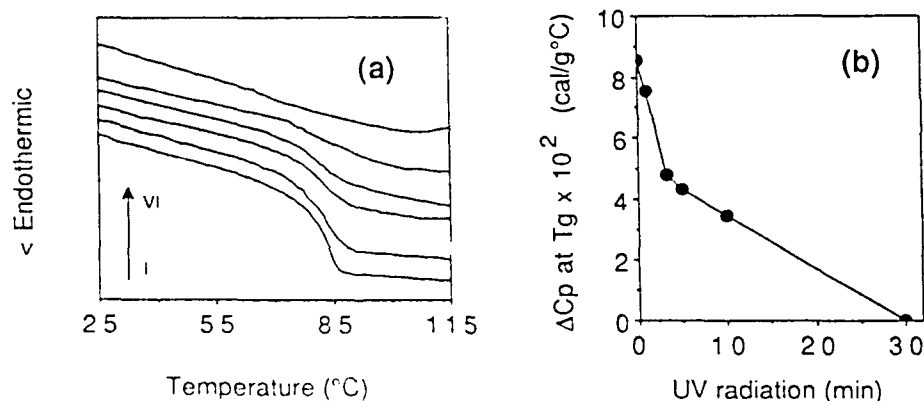 < Endothermic
(a)
VI
I
25 55 85 115
Temperature (°C)
ΔCp at Tg x 10² (cal/g°C)
(b)
10
8
6
4
2
0
0 10 20 30
UV radiation (min)